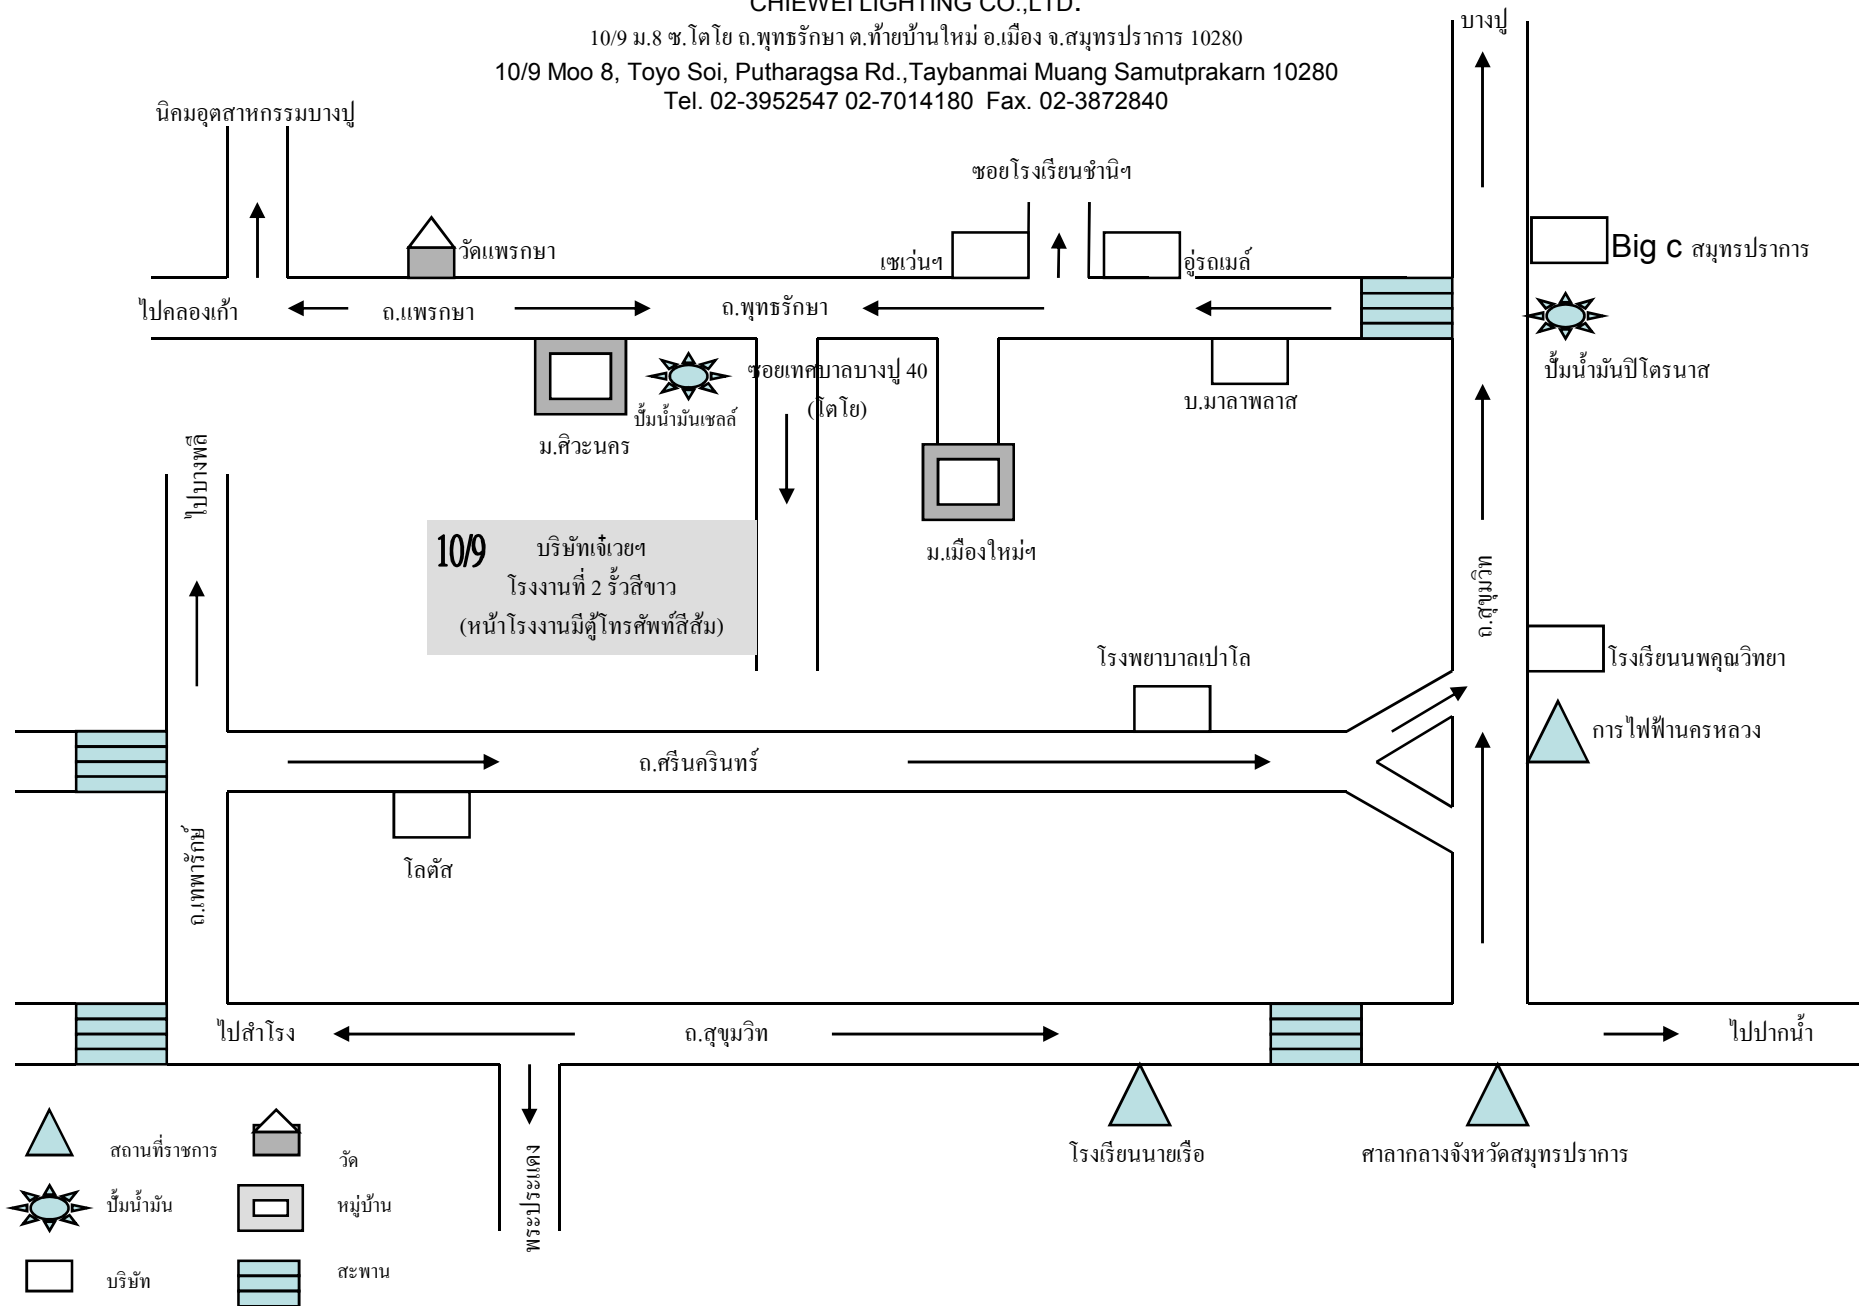 CHIEWEI LIGHTING CO.,LTD.
10/9 ม.8 ซ.โตโย ถ.พุทธรักษา ต.ท้ายบ้านใหม่ อ.เมือง จ.สมุทรปราการ 10280
10/9 Moo 8, Toyo Soi, Putharagsa Rd.,Taybanmai Muang Samutprakarn 10280
Tel. 02-3952547 02-7014180 Fax. 02-3872840
บางปู
นิคมอุตสาหกรรมบางปู
ซอยโรงเรียนชำนิฯ
วัดแพรกษา
เซเว่นฯ
อู่รถเมล์
Big c สมุทรปราการ
ไปคลองเก้า
ถ.แพรกษา
ถ.พุทธรักษา
ปั้มน้ำมันปิโตรนาส
ซอยเทศบาลบางปู 40
(โตโย)
ปั้มน้ำมันเชลล์
บ.มาลาพลาส
ม.ศิวะนคร
ไปบางพลี
ม.เมืองใหม่ฯ
10/9 บริษัทเจ๋เวยฯ
โรงงานที่ 2 รั้วสีขาว
(หน้าโรงงานมีตู้โทรศัพท์สีส้ม)
ถ.สุขุมวิท
โรงพยาบาลเปาโล
โรงเรียนนพคุณวิทยา
การไฟฟ้านครหลวง
ถ.ศรีนครินทร์
โลตัส
ถ.เทพารักษ์
ไปสำโรง
ถ.สุขุมวิท
ไปปากน้ำ
โรงเรียนนายเรือ
ศาลากลางจังหวัดสมุทรปราการ
พระประแดง
สถานที่ราชการ
วัด
ปั้มน้ำมัน
หมู่บ้าน
บริษัท
สะพาน